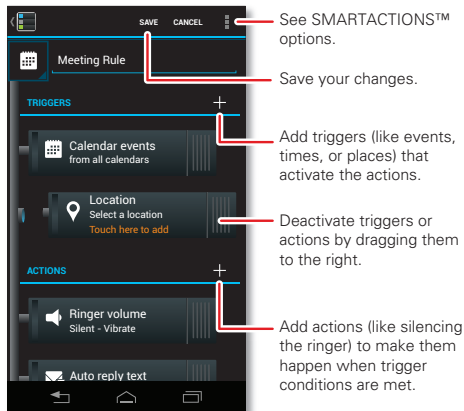 SAVE CANCEL
Meeting Rule
TRIGGERS
Calendar events
from all calendars
Location
Select a location
Touch here to add
ACTIONS
Ringer volume
Silent - Vibrate
Auto reply text
See SMARTACTIONS™
options.
Save your changes.
Add triggers (like events,
times, or places) that
activate the actions.
Deactivate triggers or
actions by dragging them
to the right.
Add actions (like silencing
the ringer) to make them
happen when trigger
conditions are met.